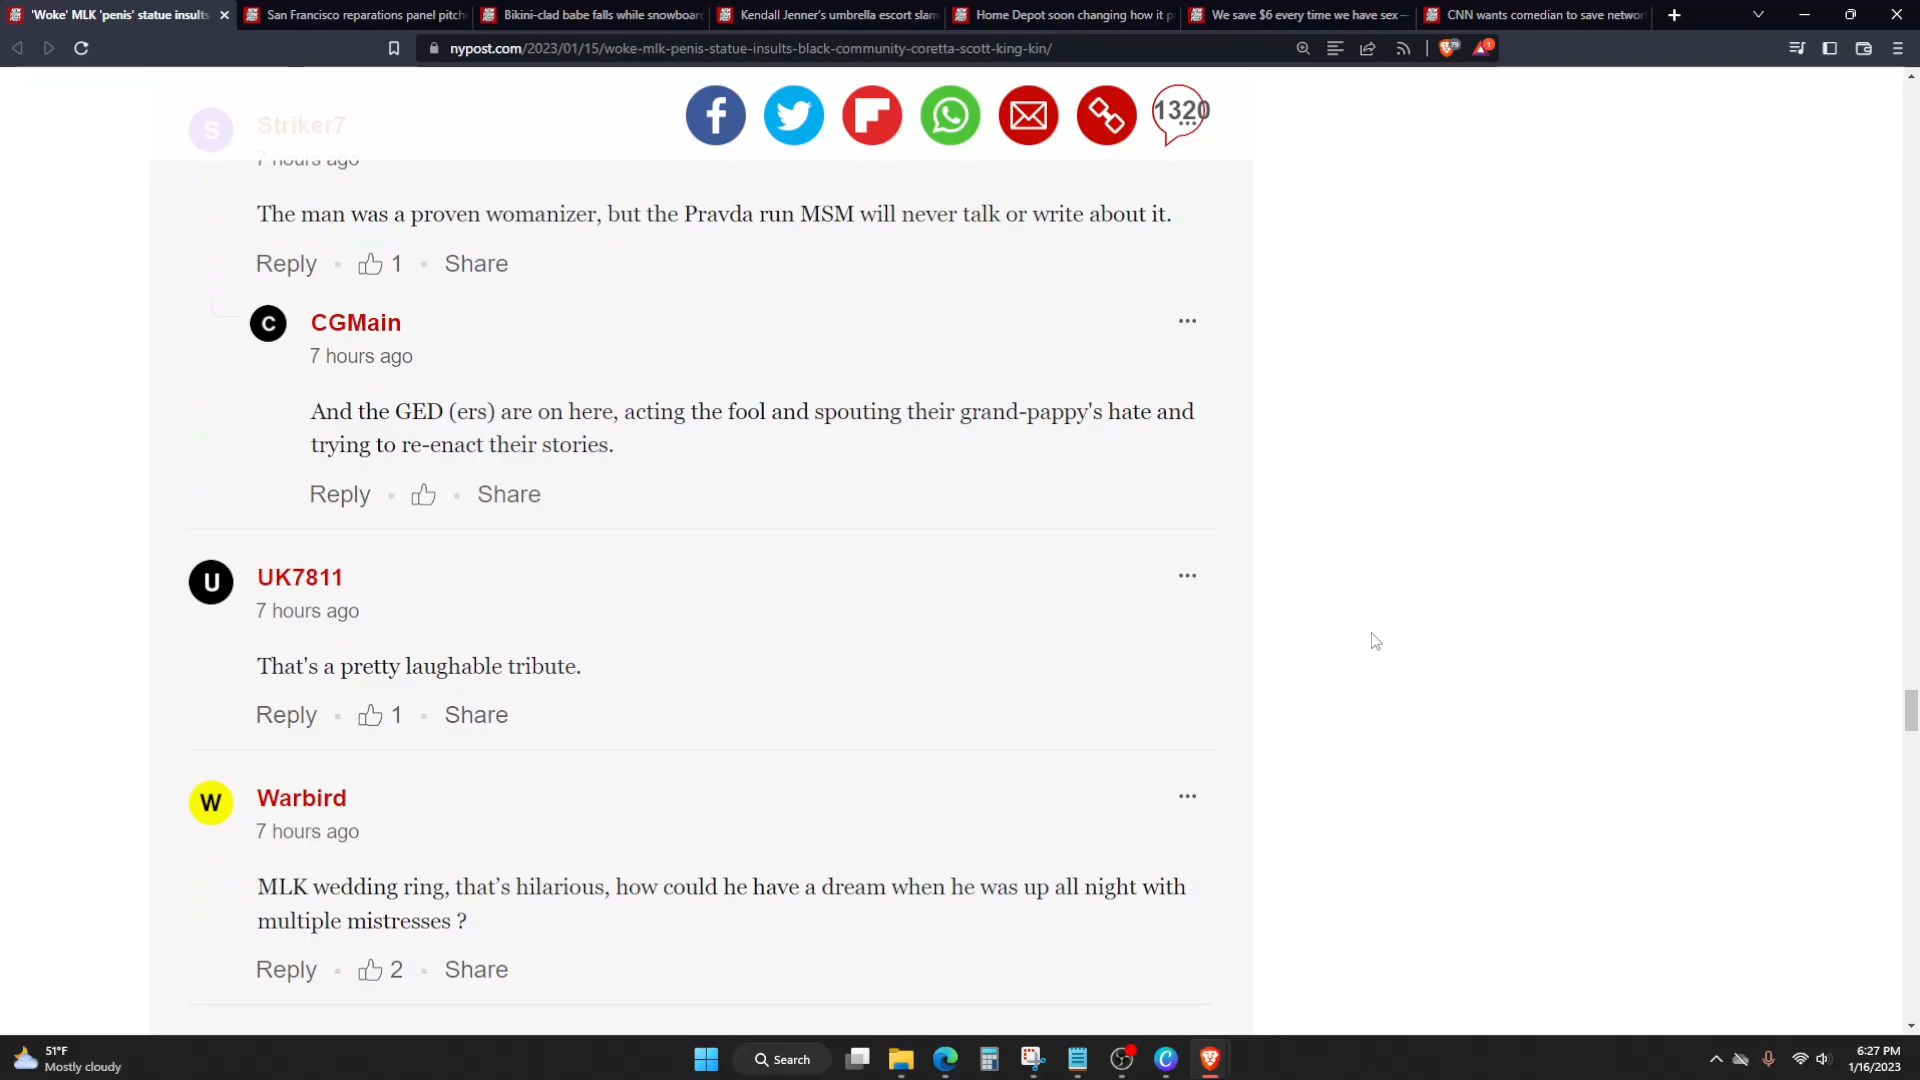 'Woke' MLK 'penis' statue insults
San Francisco reparations panel pitch
Bikini-clad babe falls while snowboar
Kendall Jenner's umbrella escort slam
Home Depot soon changing how it p
We save $6 every time we have sex —
CNN wants comedian to save networ
nypost.com/2023/01/15/woke-mlk-penis-statue-insults-black-community-coretta-scott-king-kin/
79
1
S
Striker7
7 hours ago
1320
The man was a proven womanizer, but the Pravda run MSM will never talk or write about it.
Reply
1
Share
C
CGMain
7 hours ago
And the GED (ers) are on here, acting the fool and spouting their grand-pappy's hate and
trying to re-enact their stories.
Reply
Share
U
UK7811
7 hours ago
That's a pretty laughable tribute.
Reply
1
Share
W
Warbird
7 hours ago
MLK wedding ring, that’s hilarious, how could he have a dream when he was up all night with
multiple mistresses ?
Reply
2
Share
51°F
Mostly cloudy
Search
6:27 PM
1/16/2023